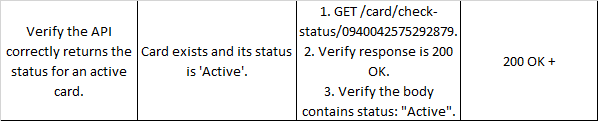 Verify the API
correctly returns the
status for an active
card.
Card exists and its status
is 'Active'.
1. GET /card/check-
status/0940042575292879.
2. Verify response is 200
OK.
3. Verify the body
contains status: "Active".
200 OK +